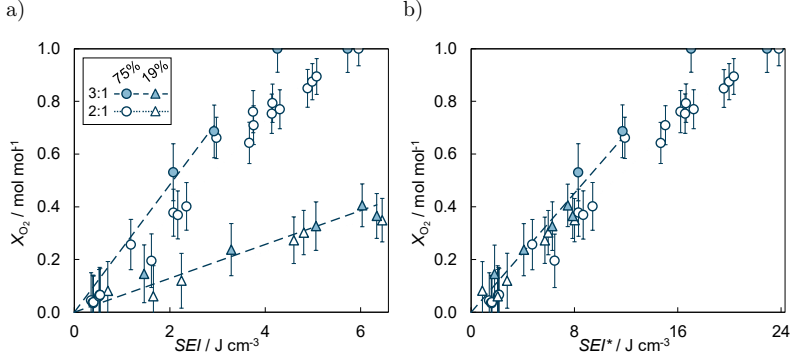 a)
b)
1.0
0.8
0.6
0.4
0.2
0.0
X_O2 / mol mol-1
75% 19%
3:1
2:1
0 2 4 6
SEI / J cm-3
1.0
0.8
0.6
0.4
0.2
0.0
X_O2 / mol mol-1
0 8 16 24
SEI* / J cm-3